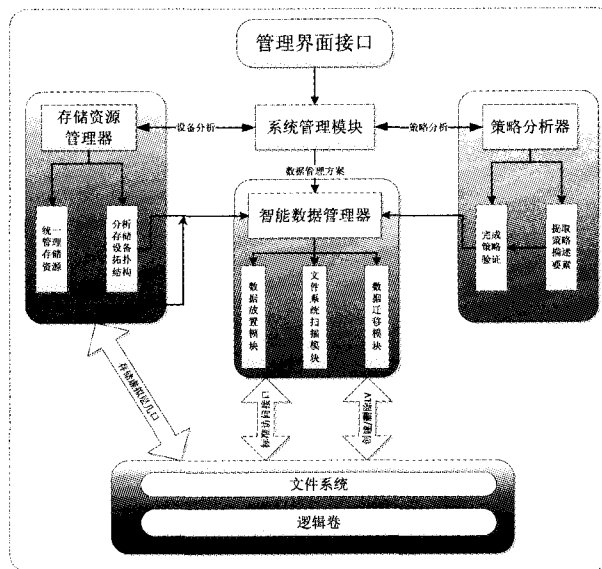 管理界面接口
存储资源
管理器
设备分析
系统管理模块
策略分析
策略分析器
数据管理方案
智能数据管理器
统一
管理
存储
资源
分析
存储
设备
拓扑
结构
完成
策略
验证
提取
策略
描述
要素
数据放置模块
文件系统扫描模块
数据迁移模块
文件系统
逻辑卷